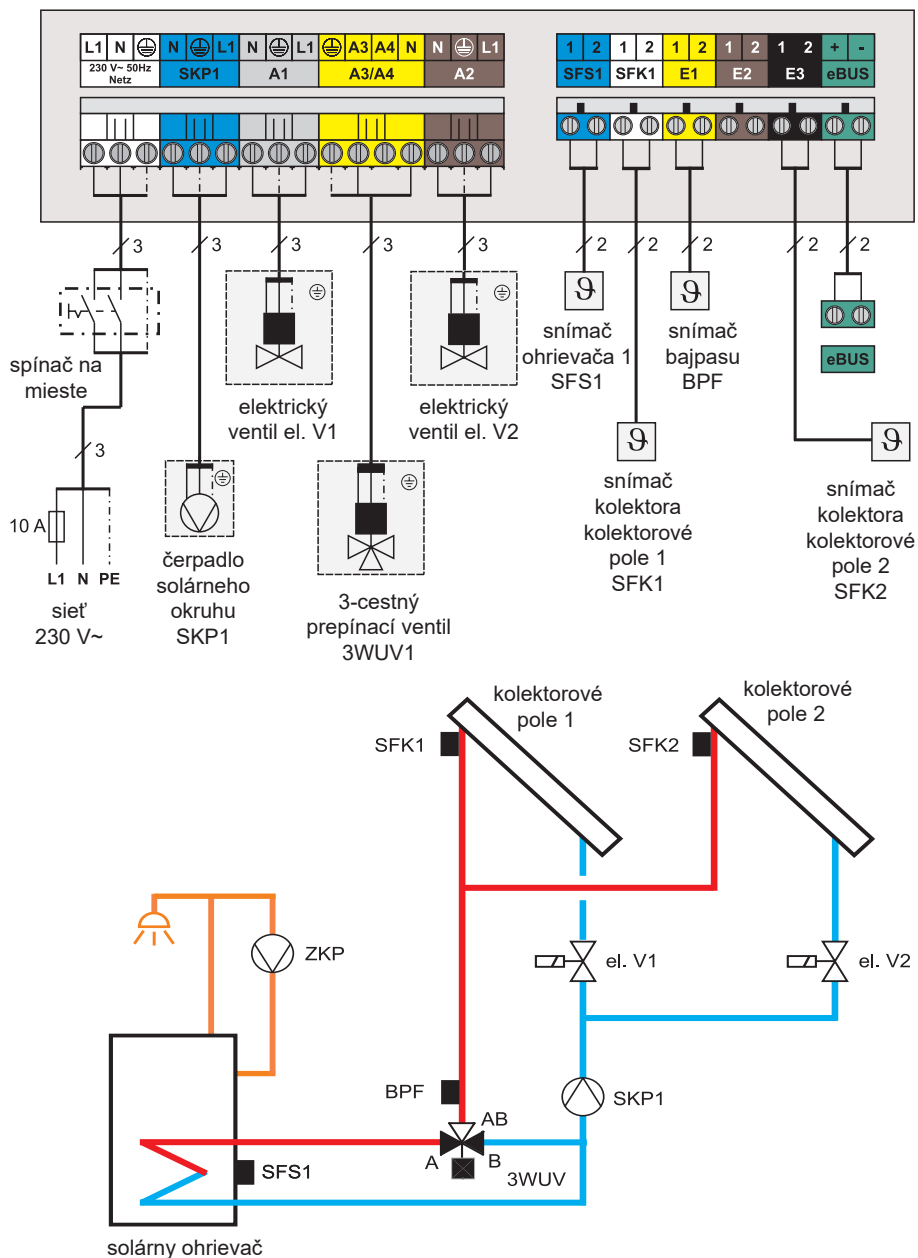 L1 N N L1 N L1 A3 A4 N N L1
230 V~ 50Hz
Netz
SKP1 A1 A3/A4 A2
1 2 1 2 1 2 1 2 1 2 + -
SFS1 SFK1 E1 E2 E3 eBUS
3 3 3 3 3
2 2 2 2 2
spínač na
mieste
3
10 A
L1 N PE
sieť
230 V~
čerpadlo
solárneho
okruhu
SKP1
elektrický
ventil el. V1
3-cestný
prepínací ventil
3WUV1
elektrický
ventil el. V2
ϑ
snímač
ohrievača 1
SFS1
ϑ
snímač
kolektora
kolektorové
pole 1
SFK1
ϑ
snímač
bajpasu
BPF
eBUS
ϑ
snímač
kolektora
kolektorové
pole 2
SFK2
kolektorové
pole 1
kolektorové
pole 2
SFK1
SFK2
ZKP
el. V1
el. V2
BPF
SKP1
AB
A
B
3WUV
SFS1
solárny ohrievač